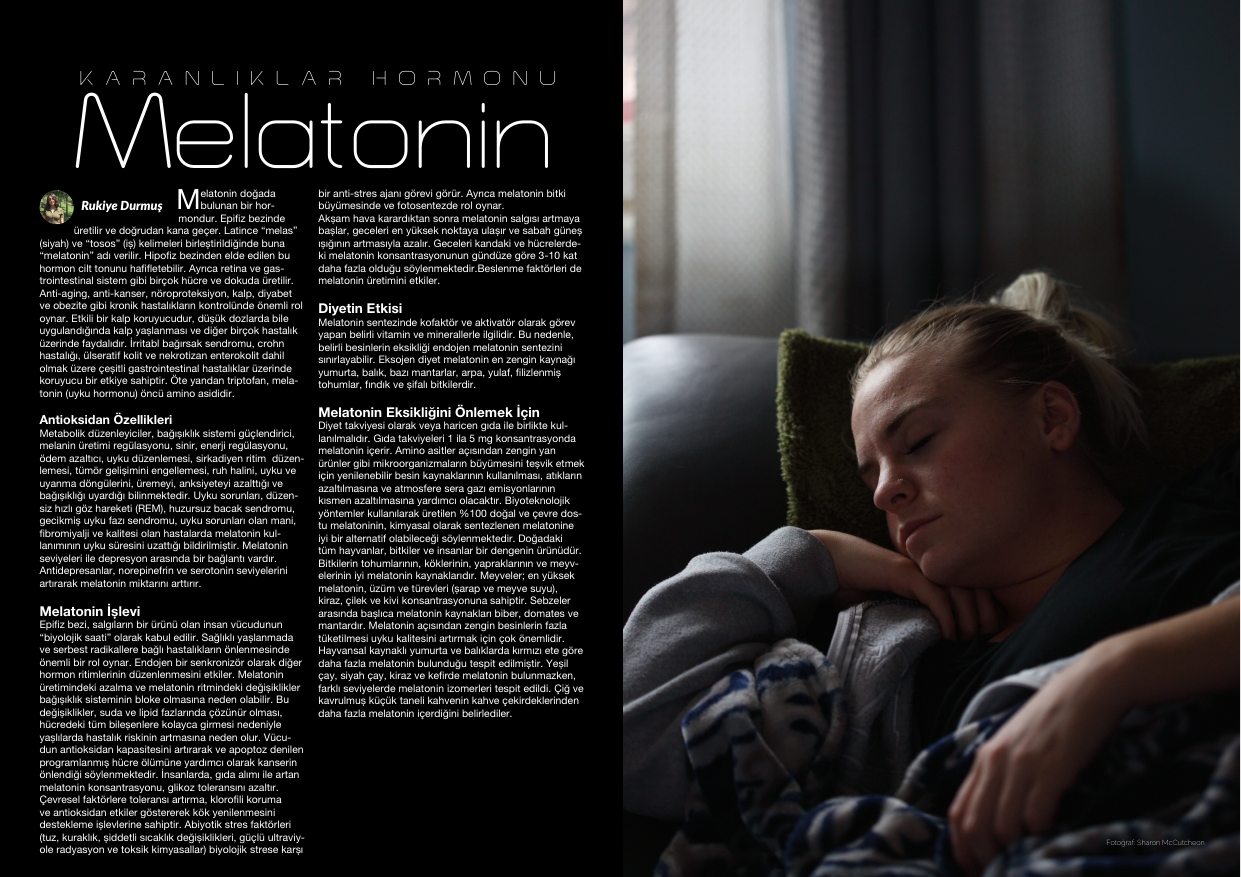 KARANLIKLAR HORMONU
Melatonin
Rukiye Durmuş
Melatonin doğada
bulunan bir hor-
mondur. Epifiz bezinde
üretilir ve doğrudan kana geçer. Latince “melas”
(siyah) ve “tosos” (iş) kelimeleri birleştirildiğinde buna
“melatonin” adı verilir. Hipofiz bezinden elde edilen bu
hormon cilt tonunu hafifletebilir. Ayrıca retina ve gas-
trointestinal sistem gibi birçok hücre ve dokuda üretilir.
Anti-aging, anti-kanser, nöroproteksiyon, kalp, diyabet
ve obezite gibi kronik hastalıkların kontrolünde önemli rol
oynar. Etkili bir kalp koruyucudur, düşük dozlarda bile
uygulandığında kalp yaşlanması ve diğer birçok hastalık
üzerinde faydalıdır. İrritabl bağırsak sendromu, crohn
hastalığı, ülseratif kolit ve nekrotizan enterokolit dahil
olmak üzere çeşitli gastrointestinal hastalıklar üzerinde
koruyucu bir etkiye sahiptir. Öte yandan triptofan, mela-
tonin (uyku hormonu) öncü amino asididir.
Antioksidan Özellikleri
Metabolik düzenleyiciler, bağışıklık sistemi güçlendirici,
melanin üretimi regülasyonu, sinir, enerji regülasyonu,
ödem azaltıcı, uyku düzenlemesi, sirkadiyen ritim  düzen-
lemesi, tümör gelişimini engellemesi, ruh halini, uyku ve
uyanma döngülerini, üremeyi, anksiyeteyi azalttığı ve
bağışıklığı uyardığı bilinmektedir. Uyku sorunları, düzen-
siz hızlı göz hareketi (REM), huzursuz bacak sendromu,
gecikmiş uyku fazı sendromu, uyku sorunları olan mani,
fibromiyalji ve kalitesi olan hastalarda melatonin kul-
lanımının uyku süresini uzattığı bildirilmiştir. Melatonin
seviyeleri ile depresyon arasında bir bağlantı vardır.
Antidepresanlar, norepinefrin ve serotonin seviyelerini
artırarak melatonin miktarını arttırır.
Melatonin İşlevi
Epifiz bezi, salgıların bir ürünü olan insan vücudunun
“biyolojik saati” olarak kabul edilir. Sağlıklı yaşlanmada
ve serbest radikallere bağlı hastalıkların önlenmesinde
önemli bir rol oynar. Endojen bir senkronizör olarak diğer
hormon ritimlerinin düzenlenmesini etkiler. Melatonin
üretimindeki azalma ve melatonin ritmindeki değişiklikler
bağışıklık sisteminin bloke olmasına neden olabilir. Bu
değişiklikler, suda ve lipid fazlarında çözünür olması,
hücredeki tüm bileşenlere kolayca girmesi nedeniyle
yaşlılarda hastalık riskinin artmasına neden olur. Vücu-
dun antioksidan kapasitesini artırarak ve apoptoz denilen
programlanmış hücre ölümüne yardımcı olarak kanserin
önlendiği söylenmektedir. İnsanlarda, gıda alımı ile artan
melatonin konsantrasyonu, glikoz toleransını azaltır.
Çevresel faktörlere toleransı artırma, klorofili koruma
ve antioksidan etkiler göstererek kök yenilenmesini
destekleme işlevlerine sahiptir. Abiyotik stres faktörleri
(tuz, kuraklık, şiddetli sıcaklık değişiklikleri, güçlü ultraviy-
ole radyasyon ve toksik kimyasallar) biyolojik strese karşı
bir anti-stres ajanı görevi görür. Ayrıca melatonin bitki
büyümesinde ve fotosentezde rol oynar.
Akşam hava karardıktan sonra melatonin salgısı artmaya
başlar, geceleri en yüksek noktaya ulaşır ve sabah güneş
ışığının artmasıyla azalır. Geceleri kandaki ve hücrelerde-
ki melatonin konsantrasyonunun gündüze göre 3-10 kat
daha fazla olduğu söylenmektedir.Beslenme faktörleri de
melatonin üretimini etkiler.
Diyetin Etkisi
Melatonin sentezinde kofaktör ve aktivatör olarak görev
yapan belirli vitamin ve minerallerle ilgilidir. Bu nedenle,
belirli besinlerin eksikliği endojen melatonin sentezini
sınırlayabilir. Eksojen diyet melatonin en zengin kaynağı
yumurta, balık, bazı mantarlar, arpa, yulaf, filizlenmiş
tohumlar, fındık ve şifalı bitkilerdir.
Melatonin Eksikliğini Önlemek İçin
Diyet takviyesi olarak veya haricen gıda ile birlikte kul-
lanılmalıdır. Gıda takviyeleri 1 ila 5 mg konsantrasyonda
melatonin içerir. Amino asitler açısından zengin yan
ürünler gibi mikroorganizmaların büyümesini teşvik etmek
için yenilenebilir besin kaynaklarının kullanılması, atıkların
azaltılmasına ve atmosfere sera gazı emisyonlarının
kısmen azaltılmasına yardımcı olacaktır. Biyoteknolojik
yöntemler kullanılarak üretilen %100 doğal ve çevre dos-
tu melatoninin, kimyasal olarak sentezlenen melatonine
iyi bir alternatif olabileceği söylenmektedir. Doğadaki
tüm hayvanlar, bitkiler ve insanlar bir dengenin ürünüdür.
Bitkilerin tohumlarının, köklerinin, yapraklarının ve meyv-
elerinin iyi melatonin kaynaklarıdır. Meyveler; en yüksek
melatonin, üzüm ve türevleri (şarap ve meyve suyu),
kiraz, çilek ve kivi konsantrasyonuna sahiptir. Sebzeler
arasında başlıca melatonin kaynakları biber, domates ve
mantardır. Melatonin açısından zengin besinlerin fazla
tüketilmesi uyku kalitesini artırmak için çok önemlidir.
Hayvansal kaynaklı yumurta ve balıklarda kırmızı ete göre
daha fazla melatonin bulunduğu tespit edilmiştir. Yeşil
çay, siyah çay, kiraz ve kefirde melatonin bulunmazken,
farklı seviyelerde melatonin izomerleri tespit edildi. Çiğ ve
kavrulmuş küçük taneli kahvenin kahve çekirdeklerinden
daha fazla melatonin içerdiğini belirlediler.
Fotoğraf: Sharon McCutcheon